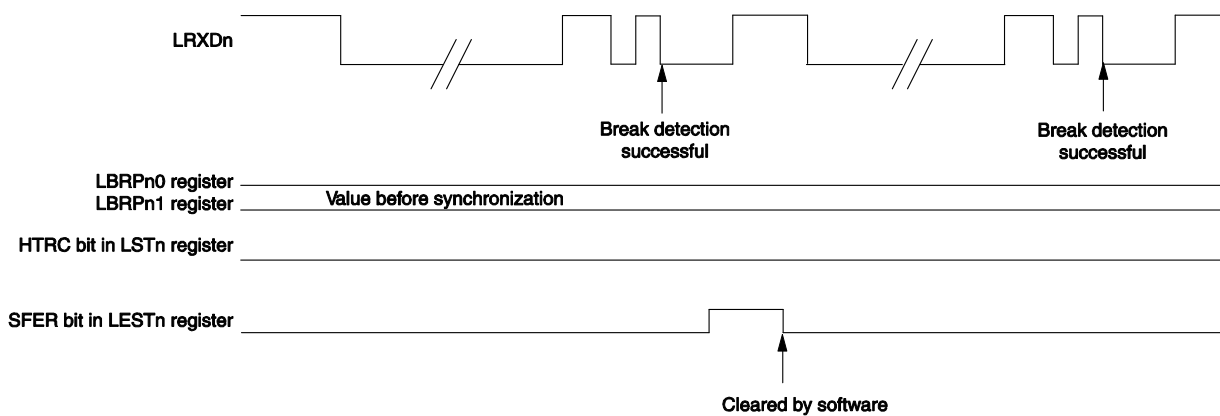 LRXDn
Break detection
successful
Break detection
successful
LBRPn0 register
LBRPn1 register
Value before synchronization
HTRC bit in LSTn register
SFER bit in LESTn register
Cleared by software